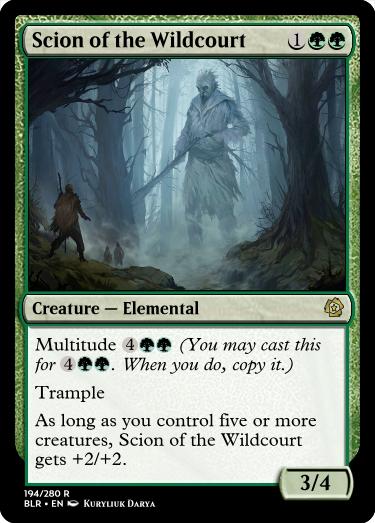 Scion of the Wildcourt 1
Creature — Elemental
Multitude 4 (You may cast this
for 4. When you do, copy it.)
Trample
As long as you control five or more
creatures, Scion of the Wildcourt
gets +2/+2.
3/4
194/280 R
BLR • EN Kuryliuk Darya